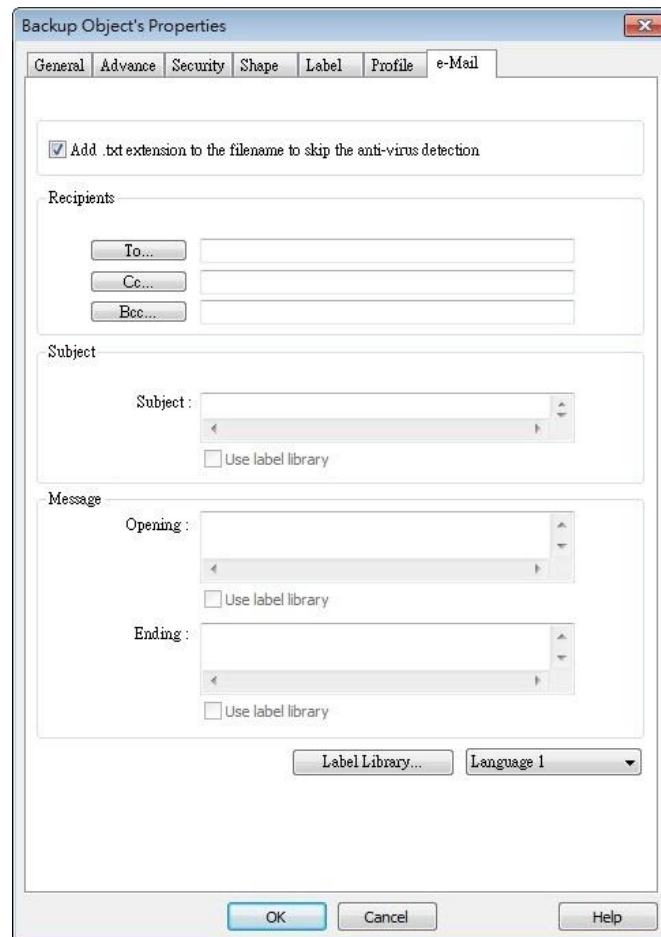 Backup Object's Properties
General Advance Security Shape Label Profile e-Mail
Add .txt extension to the filename to skip the anti-virus detection
Recipients
To...
Cc...
Bcc...
Subject
Subject :
Use label library
Message
Opening :
Use label library
Ending :
Use label library
Label Library... Language 1
OK Cancel Help